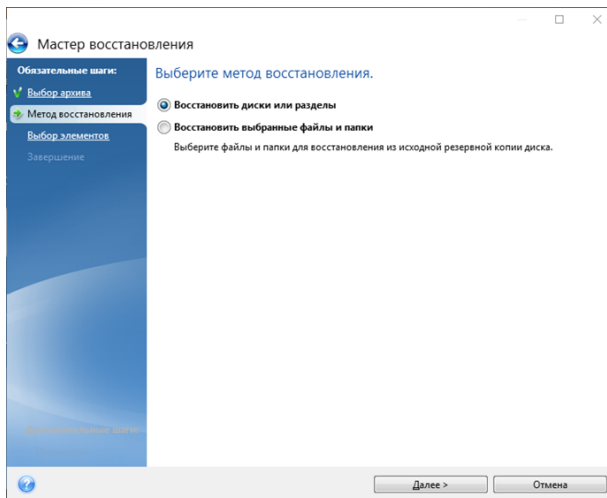 Мастер восстановления
Обязательные шаги:
Выбор архива
Метод восстановления
Выбор элементов
Завершение
Выберите метод восстановления.
Восстановить диски или разделы
Восстановить выбранные файлы и папки
Выберите файлы и папки для восстановления из исходной резервной копии диска.
Далее >
Отмена